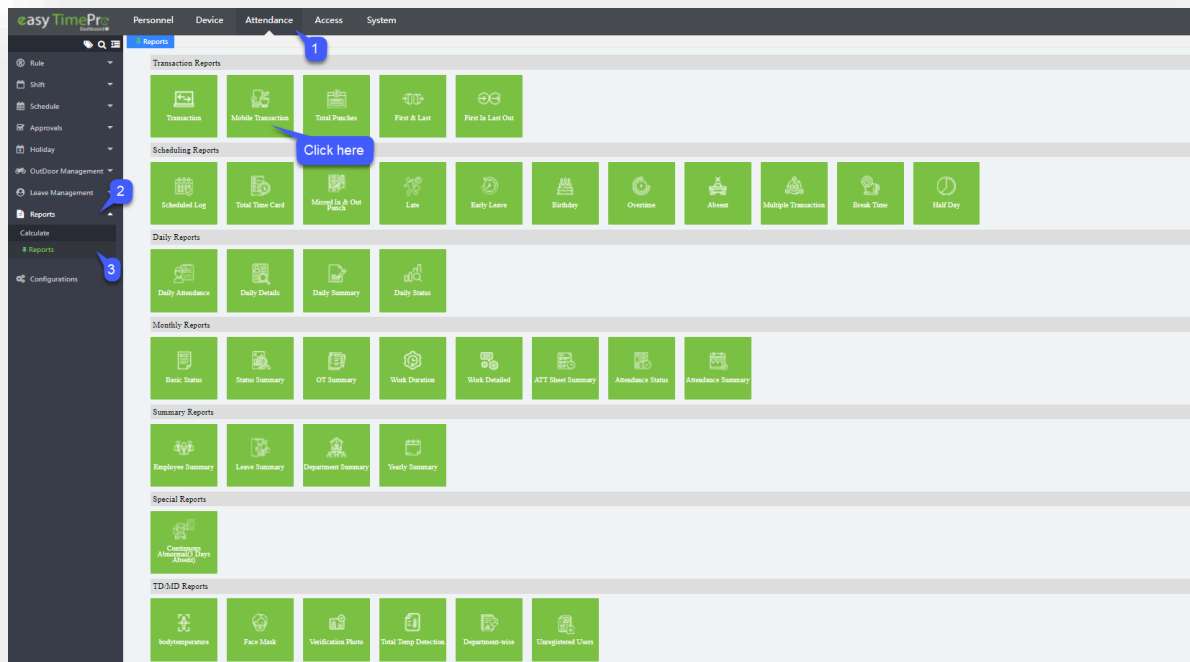 easy TimePro
Dashboard
Personnel Device Attendance Access System
Reports
1
Rule
Shift
Schedule
Approvals
Holiday
OutDoor Management
Leave Management
2
Reports
Calculate
Reports
3
Configurations
Transaction Reports
Transaction Mobile Transaction Total Punches First & Last First In Last Out
Click here
Scheduling Reports
Scheduled Log Total Time Card Missed In & Out Punch Late Early Leave Birthday Overtime Absent Multiple Transaction Break Time Half Day
Daily Reports
Daily Attendance Daily Details Daily Summary Daily Status
Monthly Reports
Basic Status Status Summary OT Summary Work Duration Work Detailed ATT Sheet Summary Attendance Status Attendance Summary
Summary Reports
Employee Summary Leave Summary Department Summary Yearly Summary
Special Reports
Continuous
Abnormal(3 Days
Absent)
TD/MD Reports
bodytemperature Face Mask Verification Photo Total Temp Detection Department-wise Unregistered Users